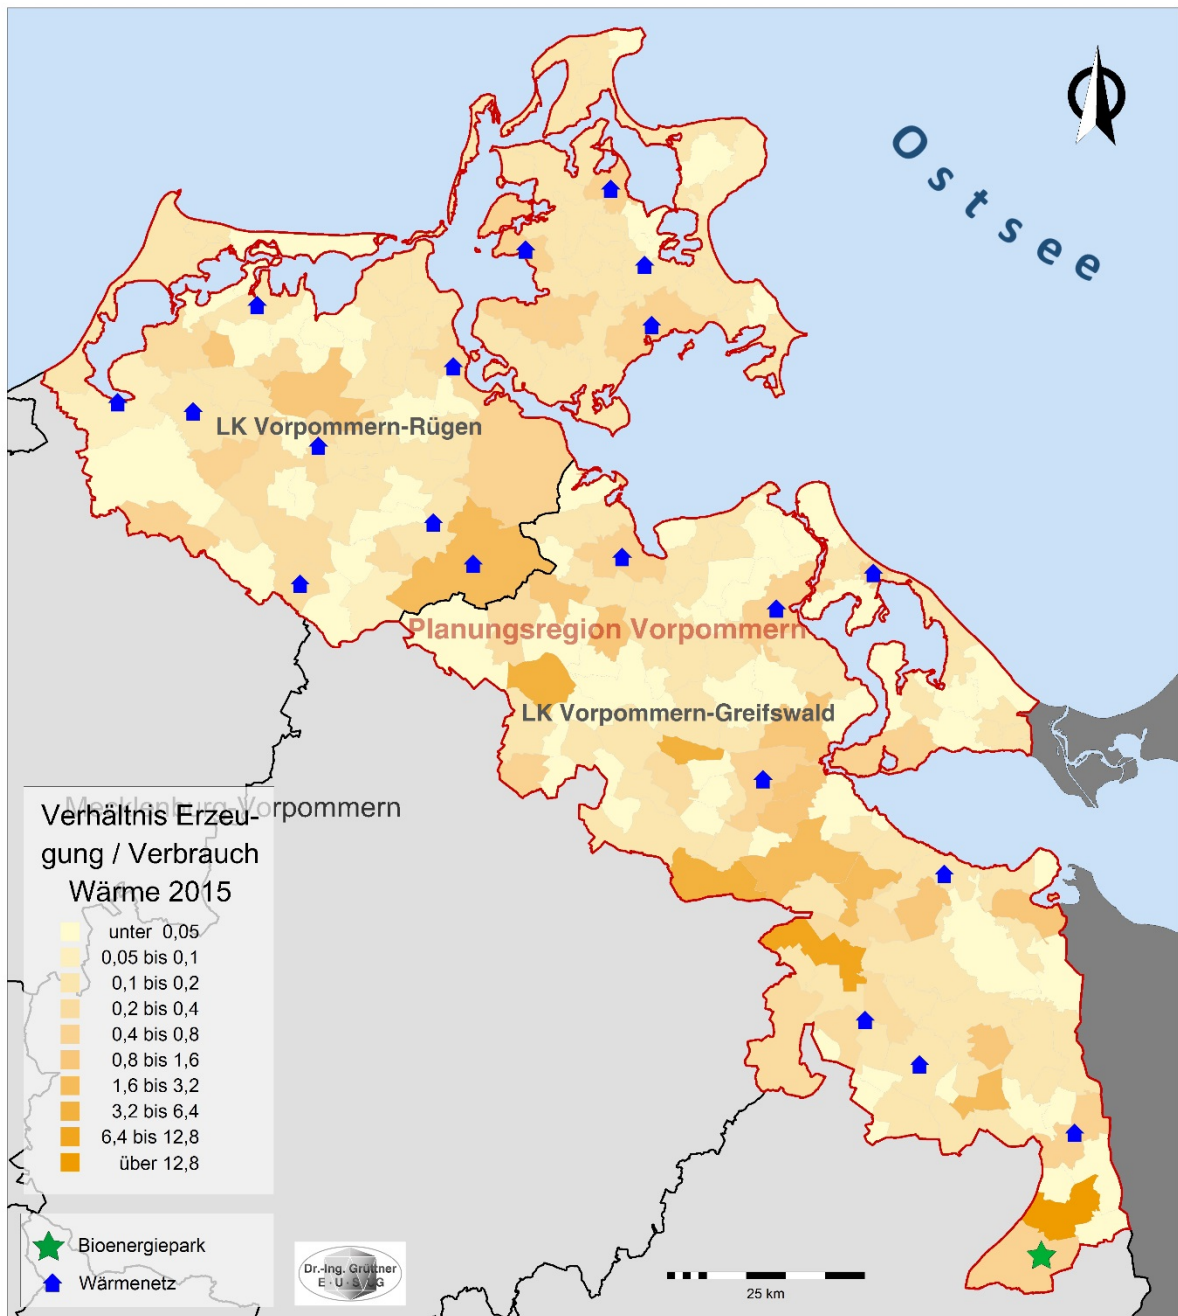 Ostsee
LK Vorpommern-Rügen
Planungsregion Vorpommern
LK Vorpommern-Greifswald
Mecklenburg-Vorpommern
Verhältnis Erzeu-
gung / Verbrauch
Wärme 2015
unter 0,05
0,05 bis 0,1
0,1 bis 0,2
0,2 bis 0,4
0,4 bis 0,8
0,8 bis 1,6
1,6 bis 3,2
3,2 bis 6,4
6,4 bis 12,8
über 12,8
Bioenergiepark
Wärmenetz
Dr.-Ing. Grüttner
E · U · S · G
25 km